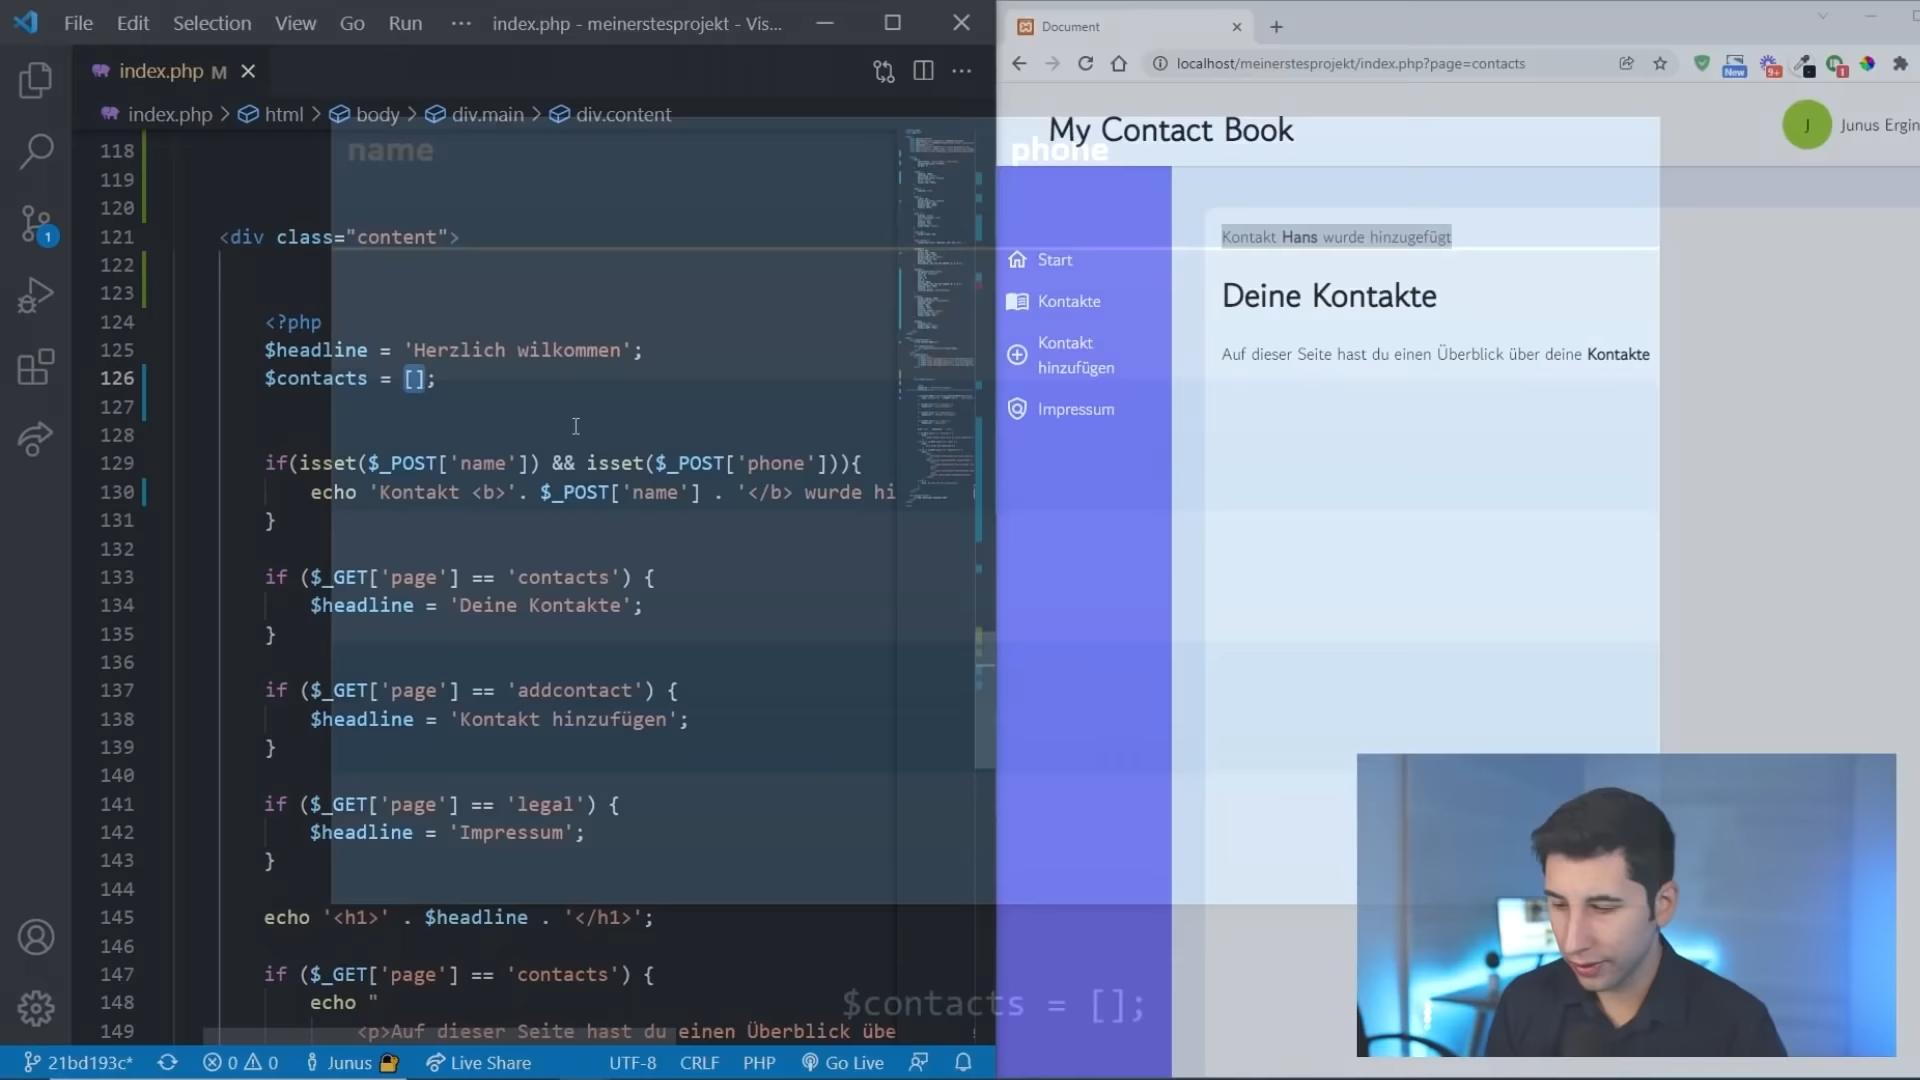 File Edit Selection View Go Run ··· index.php - meinerstesprojekt - Vis...
index.php M
index.php > html > body > div.main > div.content
name
phone
118
119
120
121 <div class="content">
122
123
124 <?php
125 $headline = 'Herzlich wilkommen';
126 $contacts = [];
127
128
129 if(isset($_POST['name']) && isset($_POST['phone'])){
130 echo 'Kontakt <b>'. $_POST['name'] . '</b> wurde hi
131 }
132
133 if ($_GET['page'] == 'contacts') {
134 $headline = 'Deine Kontakte';
135 }
136
137 if ($_GET['page'] == 'addcontact') {
138 $headline = 'Kontakt hinzufügen';
139 }
140
141 if ($_GET['page'] == 'legal') {
142 $headline = 'Impressum';
143 }
144
145 echo '<h1>' . $headline . '</h1>';
146
147 if ($_GET['page'] == 'contacts') {
148 echo "
149 <p>Auf dieser Seite hast du einen Überblick übe
$contacts = [];
1
21bd193c* 0 0 Junus Live Share UTF-8 CRLF PHP Go Live
Document
localhost/meinerstesprojekt/index.php?page=contacts
New 9+ 1
My Contact Book
J Junus Ergin
Start
Kontakte
Kontakt
hinzufügen
Impressum
Kontakt Hans wurde hinzugefügt
Deine Kontakte
Auf dieser Seite hast du einen Überblick über deine Kontakte